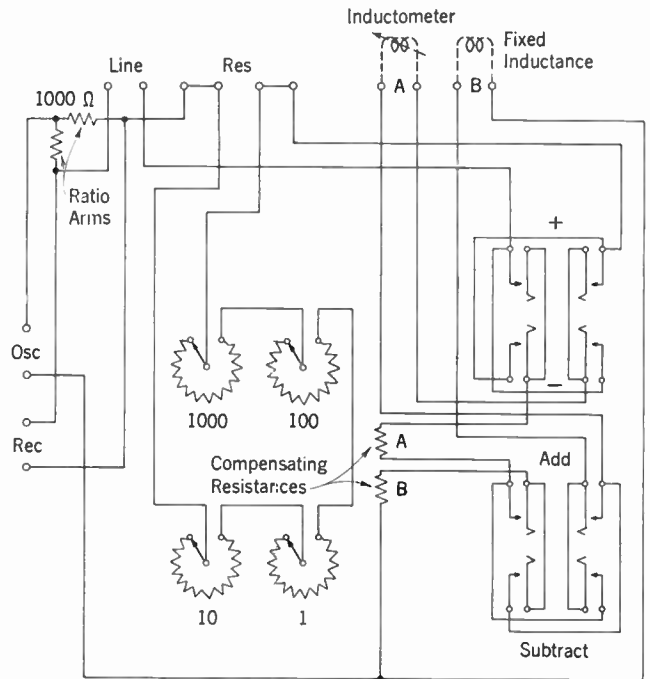 Inductometer
Fixed
Inductance
Line
Res
A
B
1000 Ω
Ratio
Arms
+
Osc
1000
100
−
Rec
A
Compensating
Resistances
B
Add
10
1
Subtract